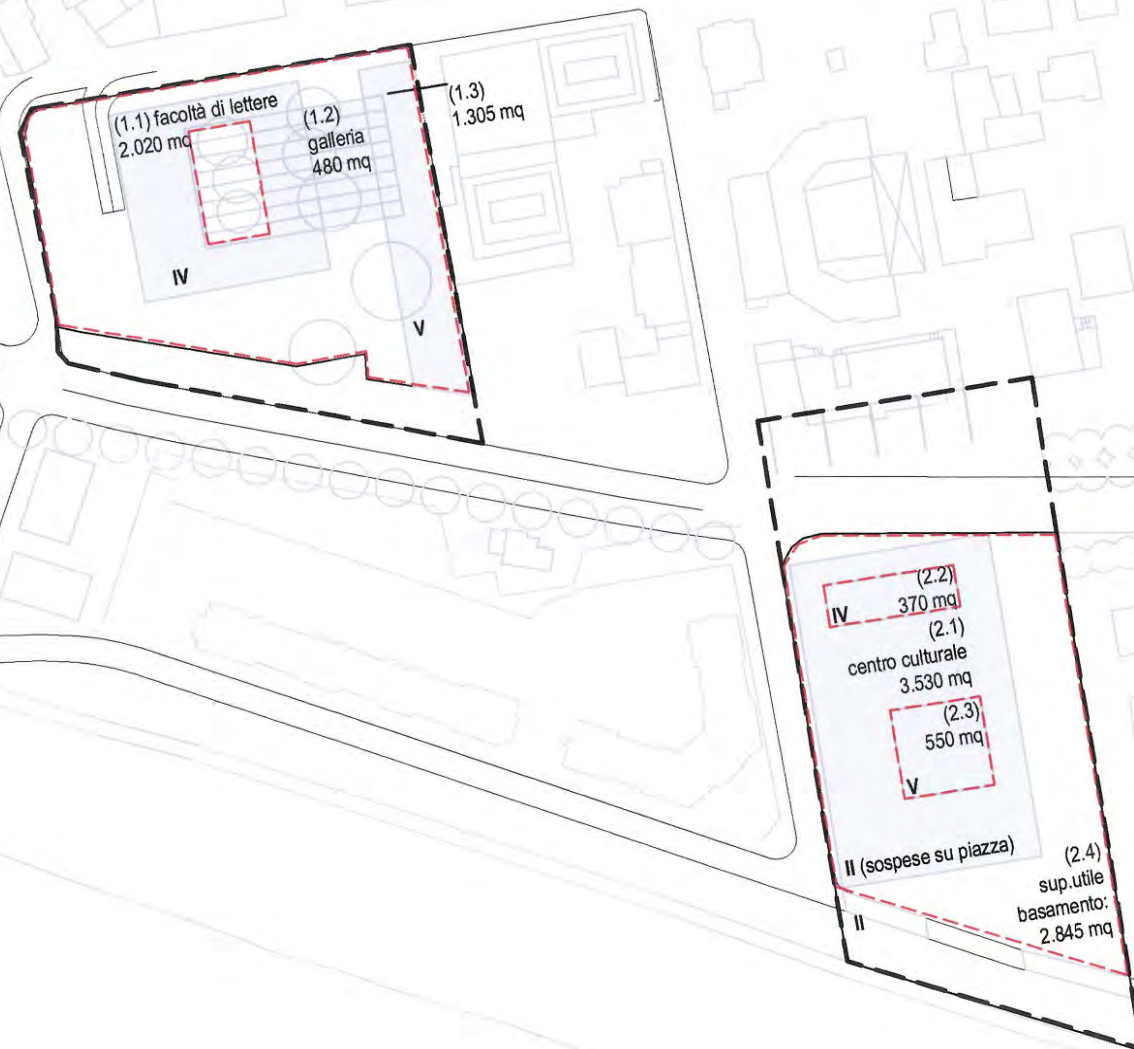 (1.1) facoltà di lettere
2.020 mq
(1.2)
galleria
480 mq
(1.3)
1.305 mq
IV
V
(2.2)
370 mq
IV
(2.1)
centro culturale
3.530 mq
(2.3)
550 mq
V
II (sospese su piazza)
II
(2.4)
sup.utile
basamento:
2.845 mq